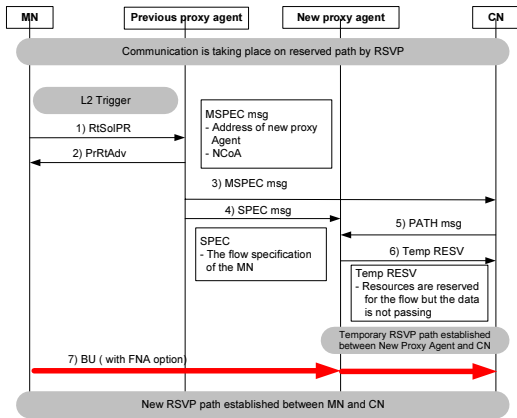 MN
Previous proxy agent
New proxy agent
CN
Communication is taking place on reserved path by RSVP
L2 Trigger
1) RtSolPR
MSPEC msg
- Address of new proxy
Agent
- NCoA
2) PrRtAdv
3) MSPEC msg
4) SPEC msg
5) PATH msg
SPEC
- The flow specification
of the MN
6) Temp RESV
Temp RESV
- Resources are reserved
for the flow but the data
is not passing
Temporary RSVP path established
between New Proxy Agent and CN
7) BU ( with FNA option)
New RSVP path established between MN and CN